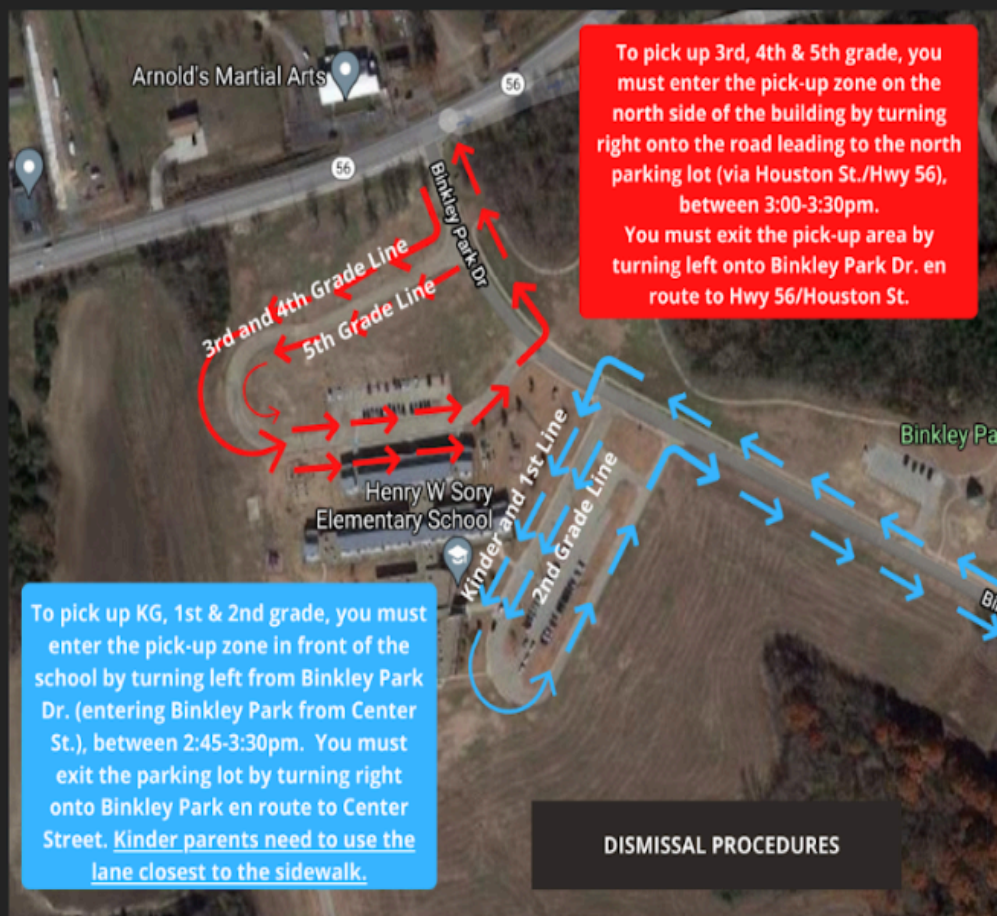 Arnold's Martial Arts
56
56
Binkley Park Dr
To pick up 3rd, 4th & 5th grade, you
must enter the pick-up zone on the
north side of the building by turning
right onto the road leading to the north
parking lot (via Houston St./Hwy 56),
between 3:00-3:30pm.
You must exit the pick-up area by
turning left onto Binkley Park Dr. en
route to Hwy 56/Houston St.
3rd and 4th Grade Line
5th Grade Line
Kinder and 1st Line
2nd Grade Line
Binkley Pa
Henry W Sory
Elementary School
To pick up KG, 1st & 2nd grade, you must
enter the pick-up zone in front of the
school by turning left from Binkley Park
Dr. (entering Binkley Park from Center
St.), between 2:45-3:30pm. You must
exit the parking lot by turning right
onto Binkley Park en route to Center
Street. Kinder parents need to use the
lane closest to the sidewalk.
DISMISSAL PROCEDURES